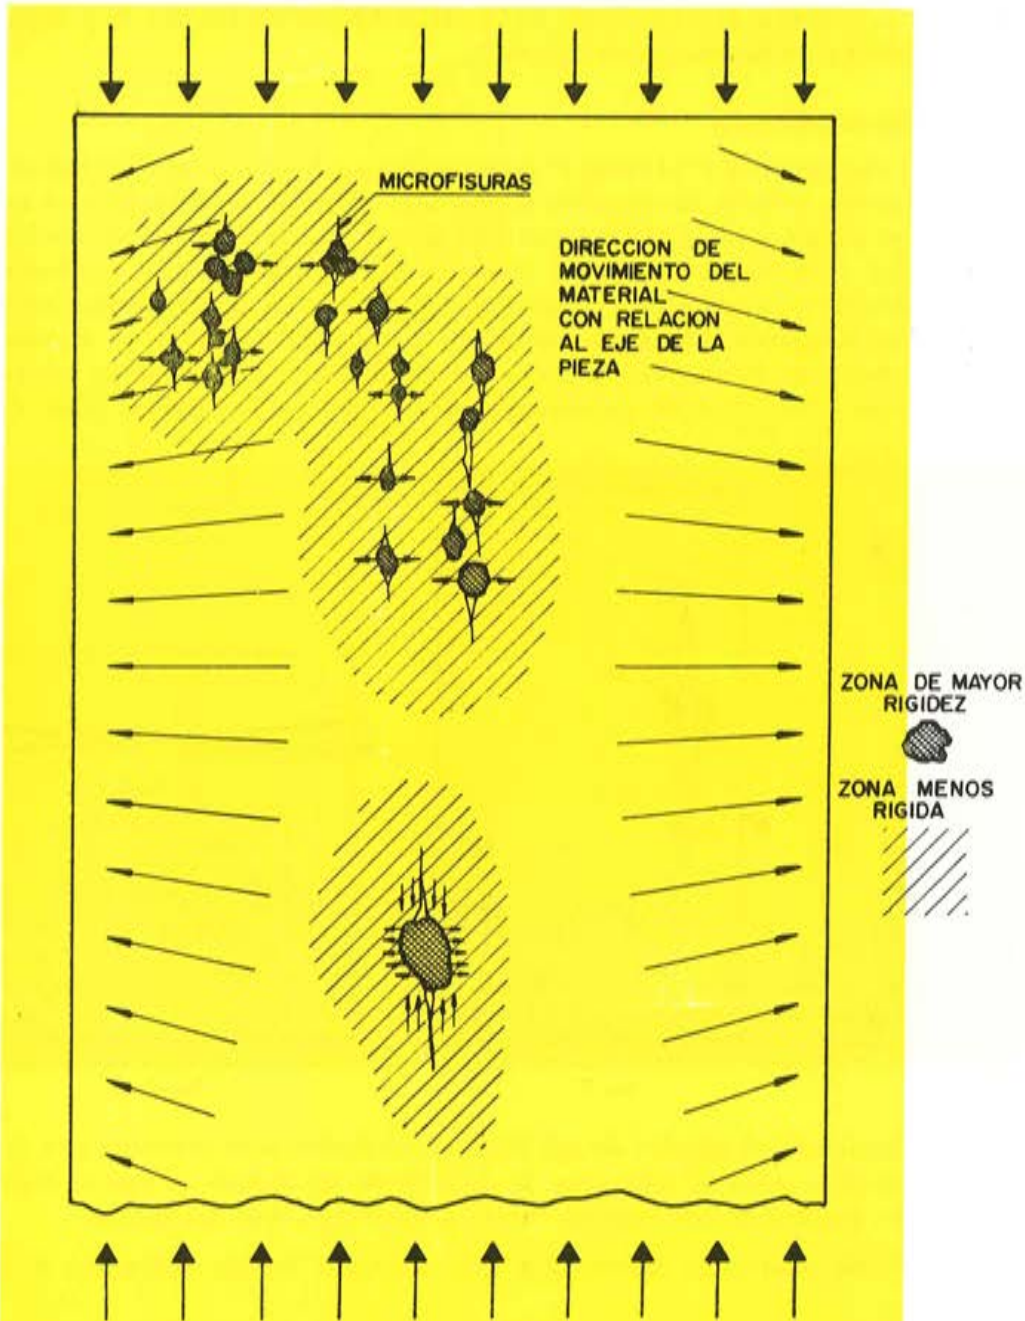 MICROFISURAS
DIRECCION DE
MOVIMIENTO DEL
MATERIAL
CON RELACION
AL EJE DE LA
PIEZA
ZONA DE MAYOR
RIGIDEZ
ZONA MENOS
RIGIDA